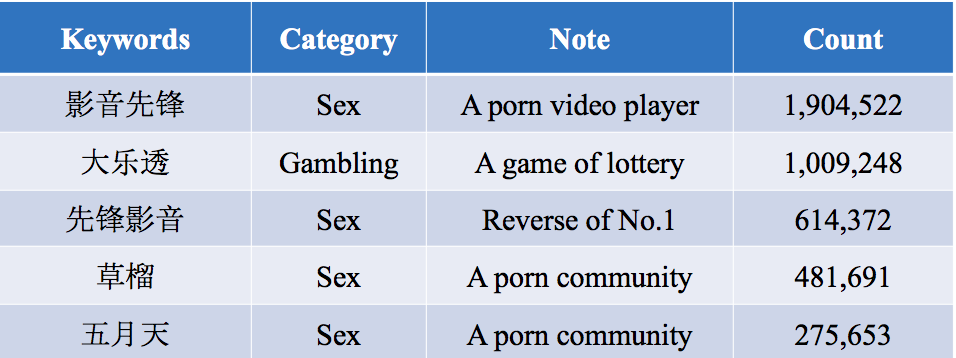 Keywords Category Note Count
影音先锋 Sex A porn video player 1,904,522
大乐透 Gambling A game of lottery 1,009,248
先锋影音 Sex Reverse of No.1 614,372
草榴 Sex A porn community 481,691
五月天 Sex A porn community 275,653